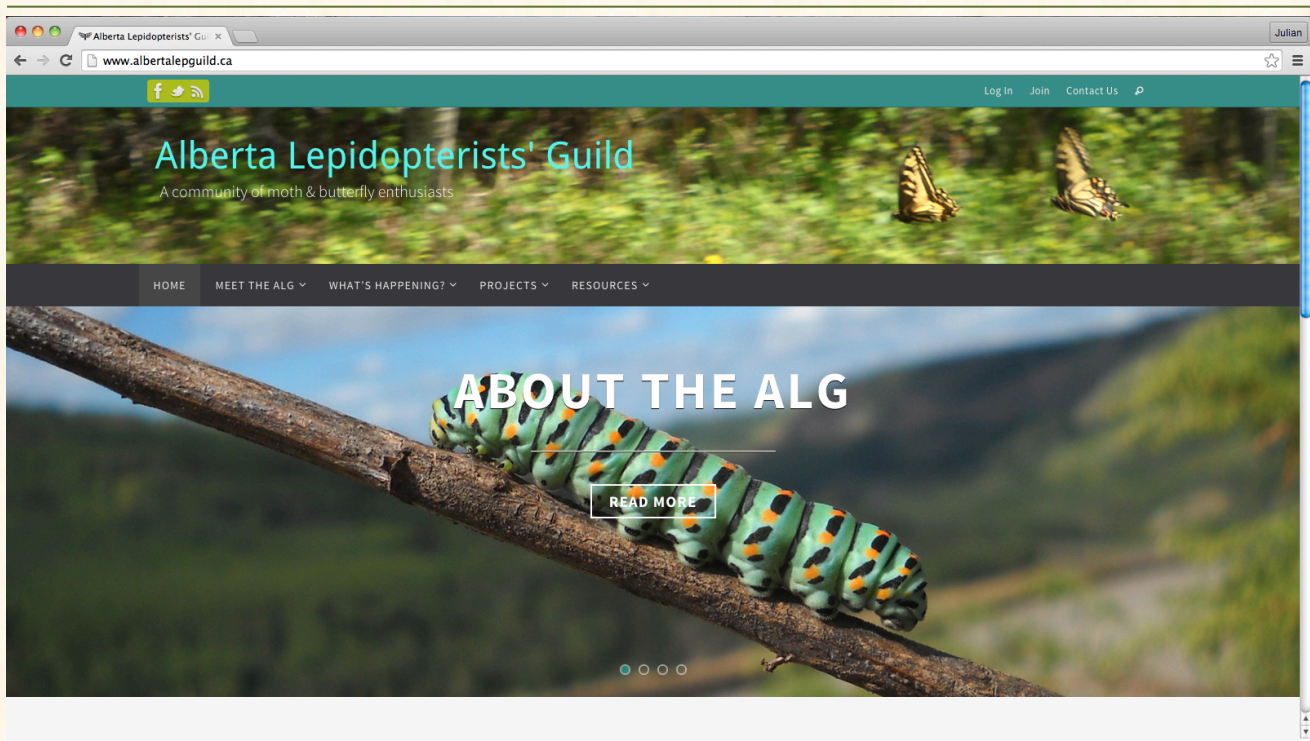 Alberta Lepidopterists' Gu
Julian
www.albertalepguild.ca
Log In Join Contact Us
Alberta Lepidopterists' Guild
A community of moth & butterfly enthusiasts
HOME MEET THE ALG WHAT'S HAPPENING? PROJECTS RESOURCES
ABOUT THE ALG
READ MORE